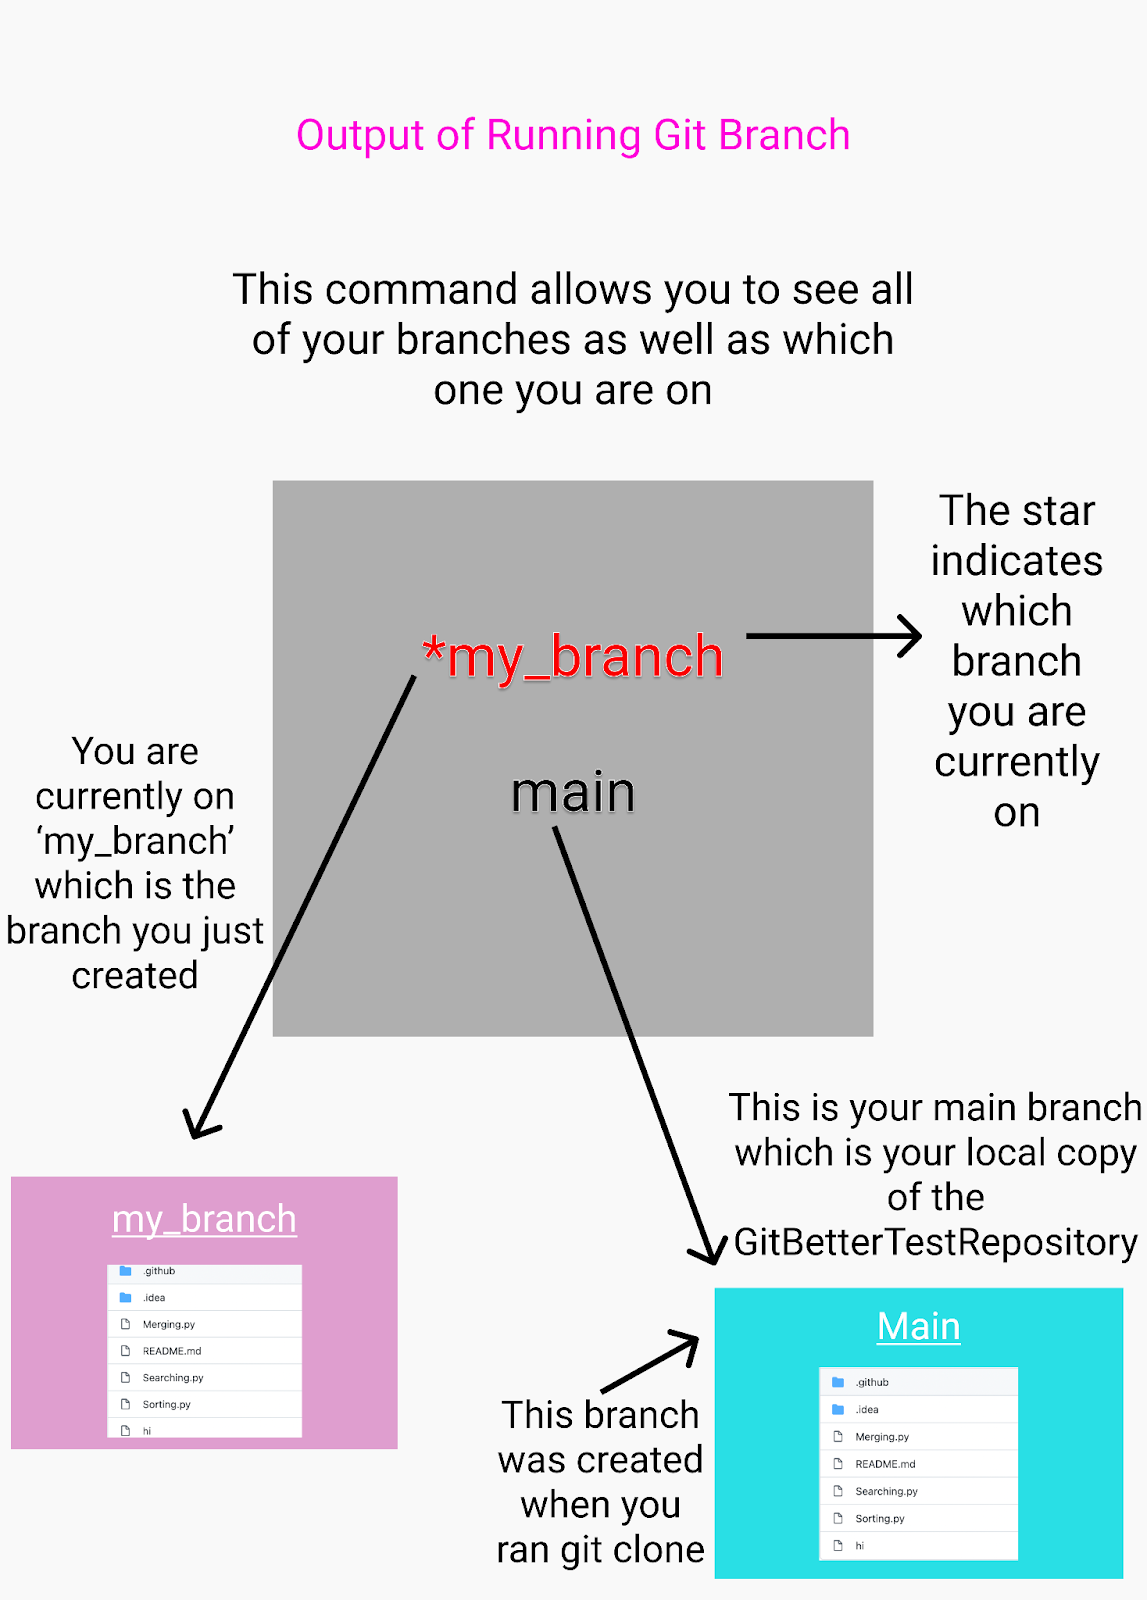 Output of Running Git Branch
This command allows you to see all
of your branches as well as which
one you are on
*my_branch
main
The star
indicates
which
branch
you are
currently
on
You are
currently on
‘my_branch’
which is the
branch you just
created
This is your main branch
which is your local copy
of the
GitBetterTestRepository
my_branch
.github
.idea
Merging.py
README.md
Searching.py
Sorting.py
hi
This branch
was created
when you
ran git clone
Main
.github
.idea
Merging.py
README.md
Searching.py
Sorting.py
hi